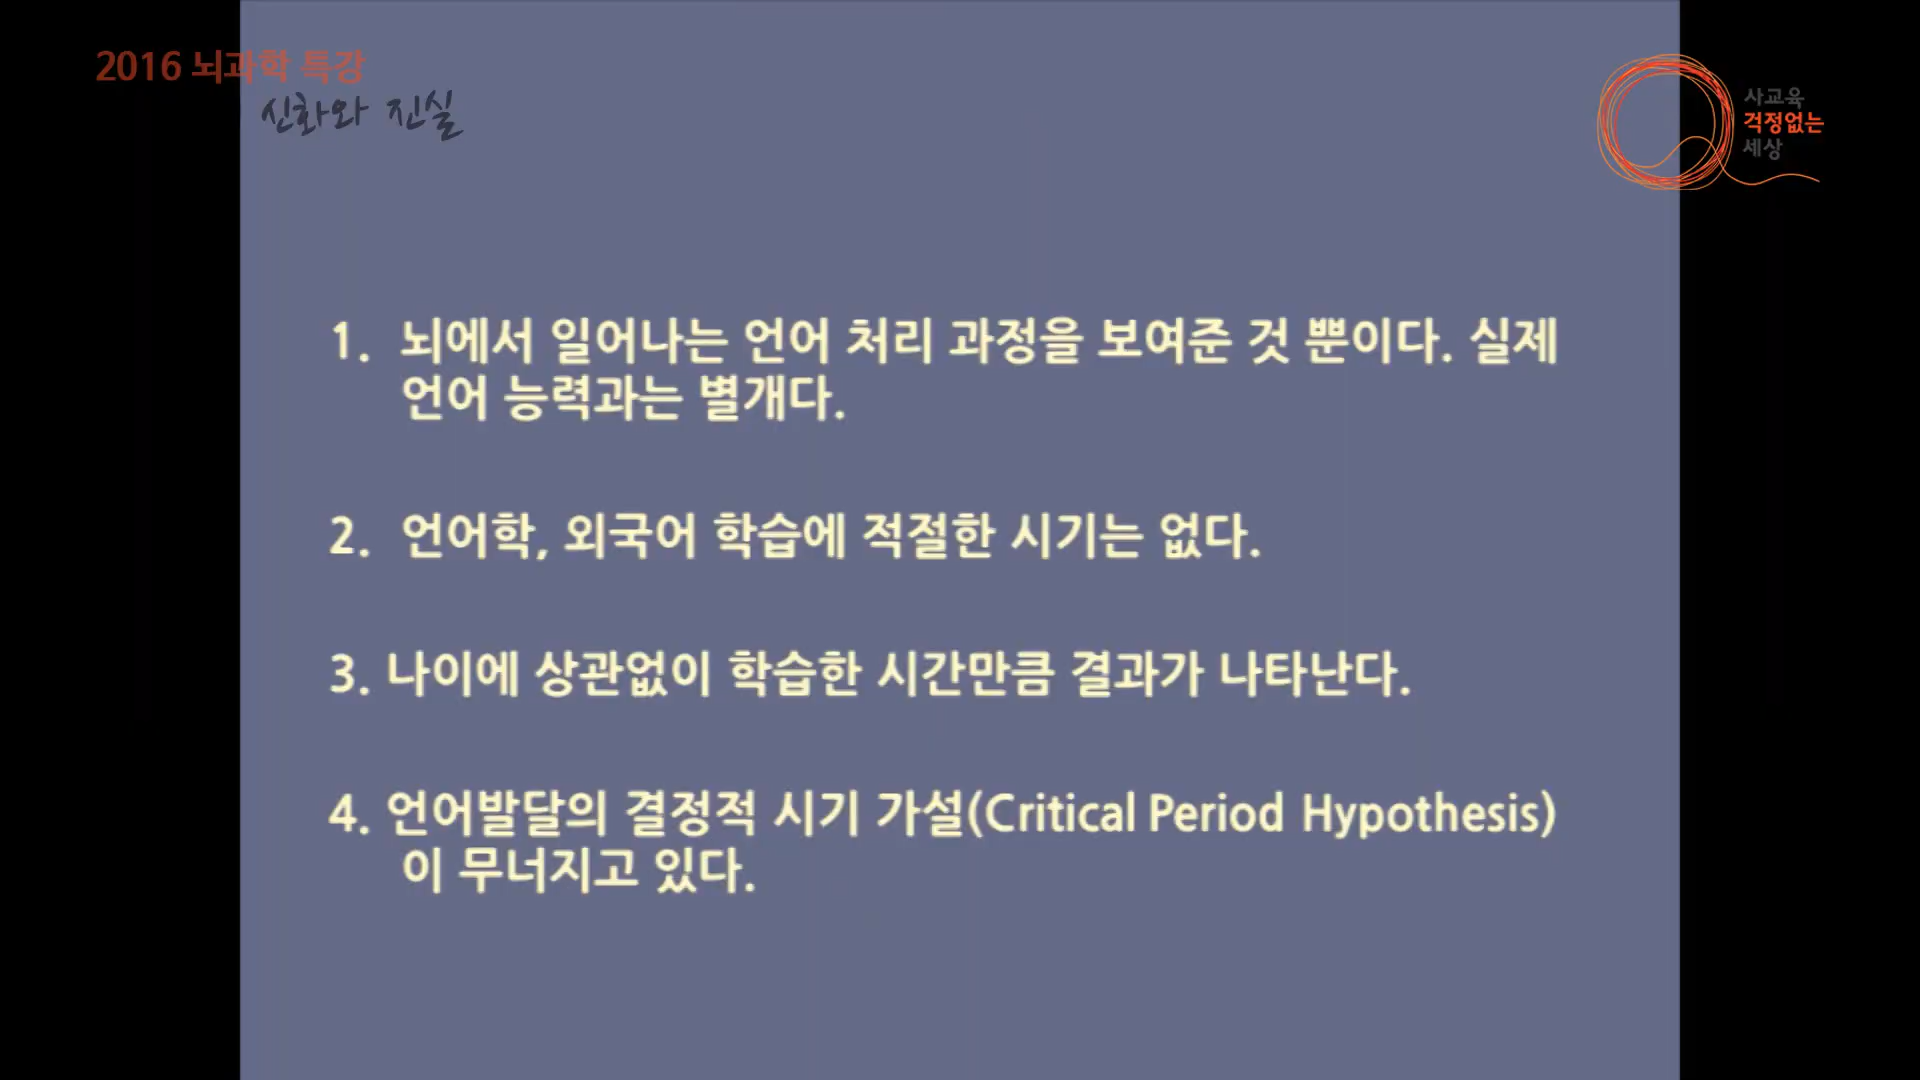 2016 뇌과학 특강
신화와 진실
사교육
걱정없는
세상
1. 뇌에서 일어나는 언어 처리 과정을 보여준 것 뿐이다. 실제
언어 능력과는 별개다.
2. 언어학, 외국어 학습에 적절한 시기는 없다.
3. 나이에 상관없이 학습한 시간만큼 결과가 나타난다.
4. 언어발달의 결정적 시기 가설(Critical Period Hypothesis)
이 무너지고 있다.